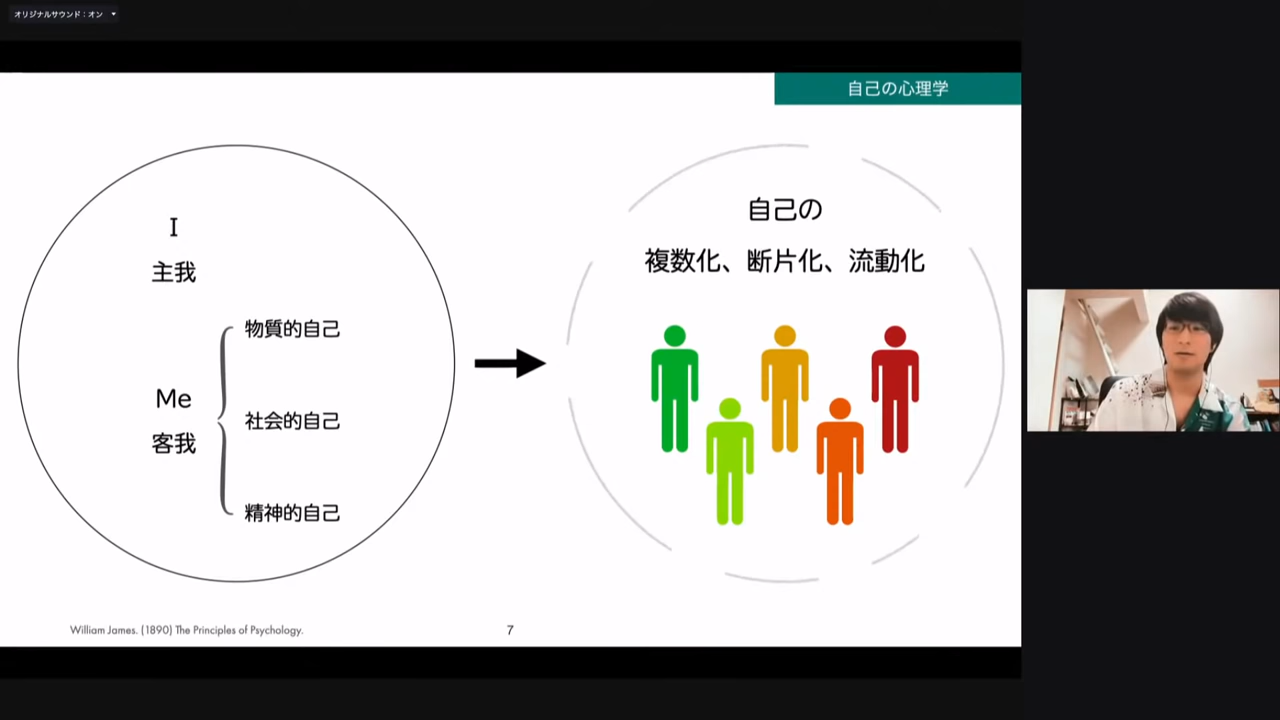 オリジナルサウンド：オン
自己の心理学
I
主我
Me
客我
物質的自己
社会的自己
精神的自己
自己の
複数化、断片化、流動化
William James. (1890) The Principles of Psychology.
7